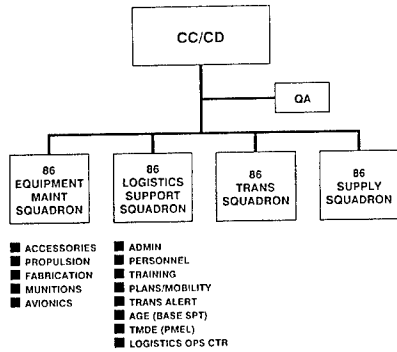 CC/CD
QA
86
EQUIPMENT
MAINT
SQUADRON
86
LOGISTICS
SUPPORT
SQUADRON
86
TRANS
SQUADRON
86
SUPPLY
SQUADRON
ACCESSORIES
PROPULSION
FABRICATION
MUNITIONS
AVIONICS
ADMIN
PERSONNEL
TRAINING
PLANS/MOBILITY
TRANS ALERT
AGE (BASE SPT)
TMDE (PMEL)
LOGISTICS OPS CTR